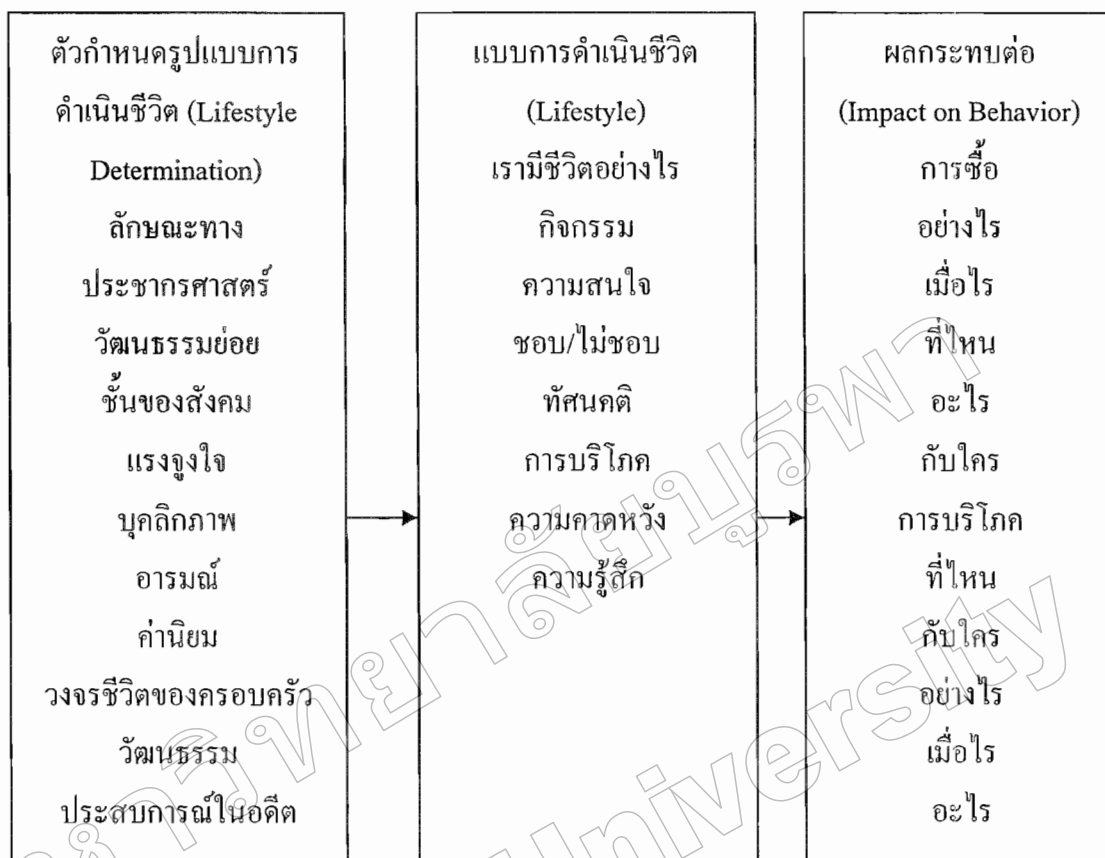 ตัวกำหนดรูปแบบการ
ดำเนินชีวิต (Lifestyle
Determination)
ลักษณะทาง
ประชากรศาสตร์
วัฒนธรรมย่อย
ชั้นของสังคม
แรงจูงใจ
บุคลิกภาพ
อารมณ์
ค่านิยม
วงจรชีวิตของครอบครัว
วัฒนธรรม
ประสบการณ์ในอดีต
แบบการดำเนินชีวิต
(Lifestyle)
เรามีชีวิตอย่างไร
กิจกรรม
ความสนใจ
ชอบ/ไม่ชอบ
ทัศนคติ
การบริโภค
ความคาดหวัง
ความรู้สึก
ผลกระทบต่อ
(Impact on Behavior)
การซื้อ
อย่างไร
เมื่อไร
ที่ไหน
อะไร
กับใคร
การบริโภค
ที่ไหน
กับใคร
อย่างไร
เมื่อไร
อะไร
หาวิทยาลัยบูรพา
University